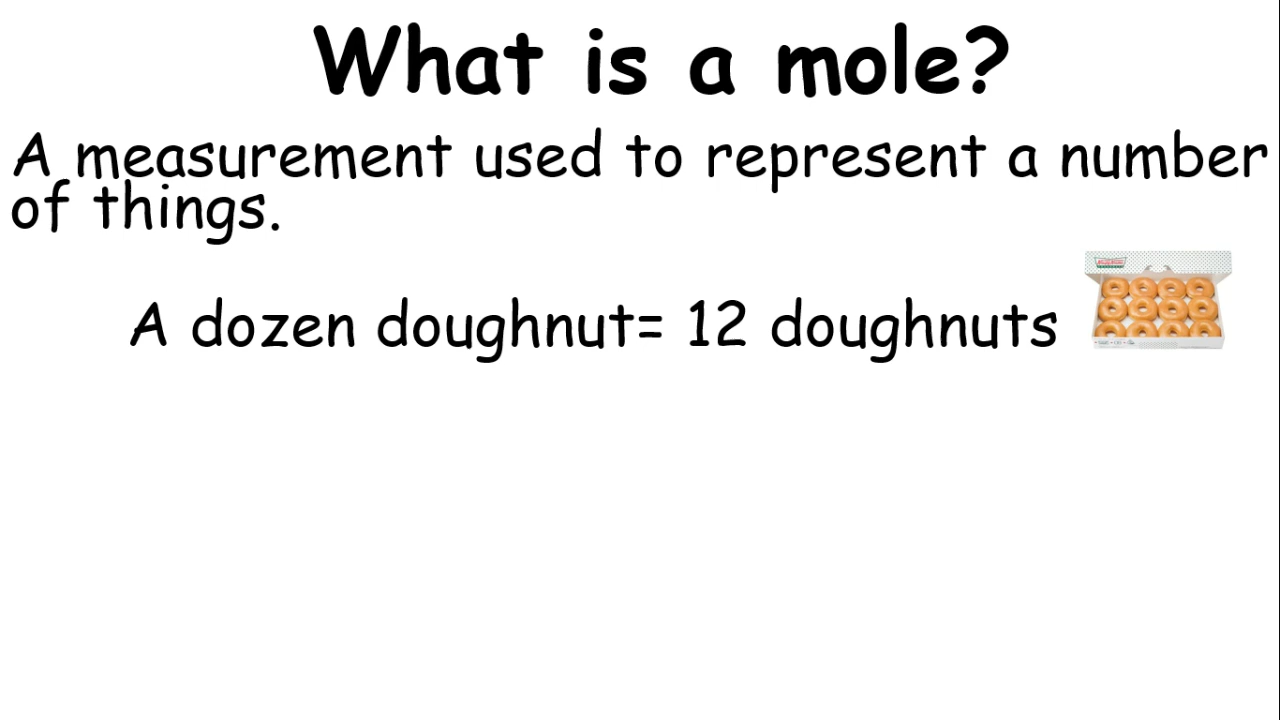 What is a mole?
A measurement used to represent a number
of things.
A dozen doughnut= 12 doughnuts